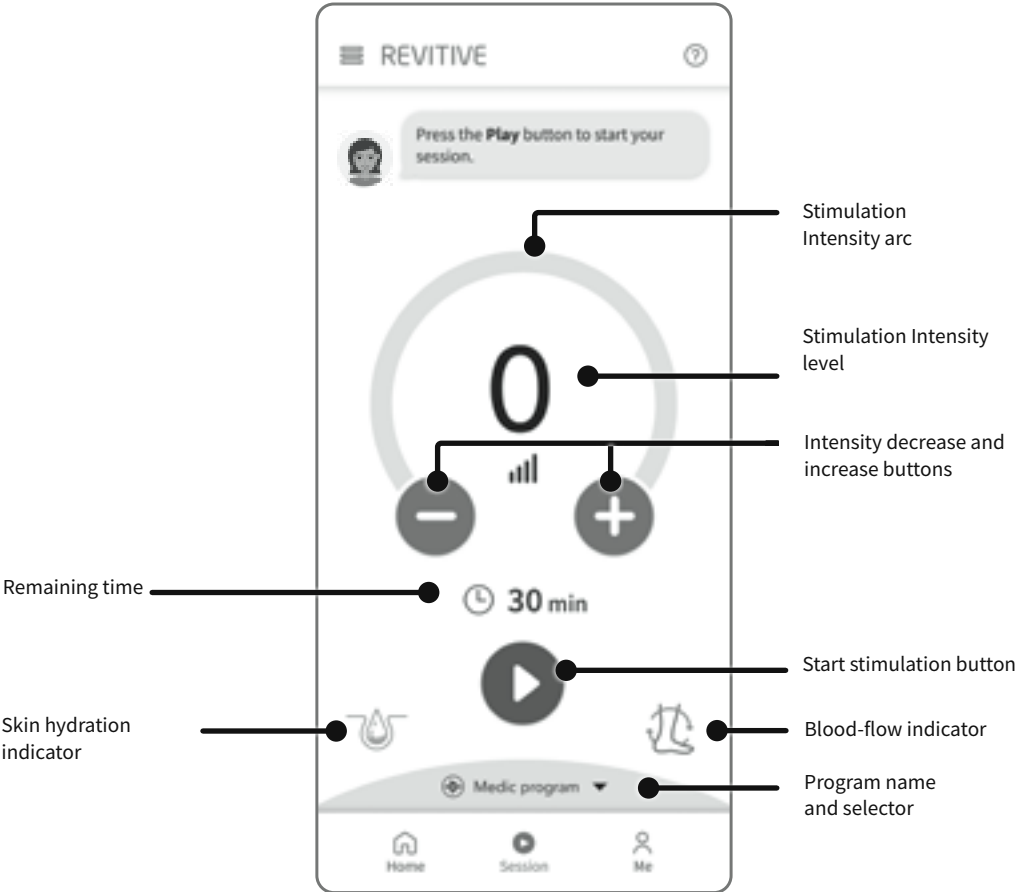 REVITIVE
?
Press the Play button to start your
session.
Stimulation
Intensity arc
Stimulation Intensity
level
0
Intensity decrease and
increase buttons
Remaining time
30 min
Start stimulation button
Skin hydration
indicator
Blood-flow indicator
Medic program
Program name
and selector
Home
Session
Me